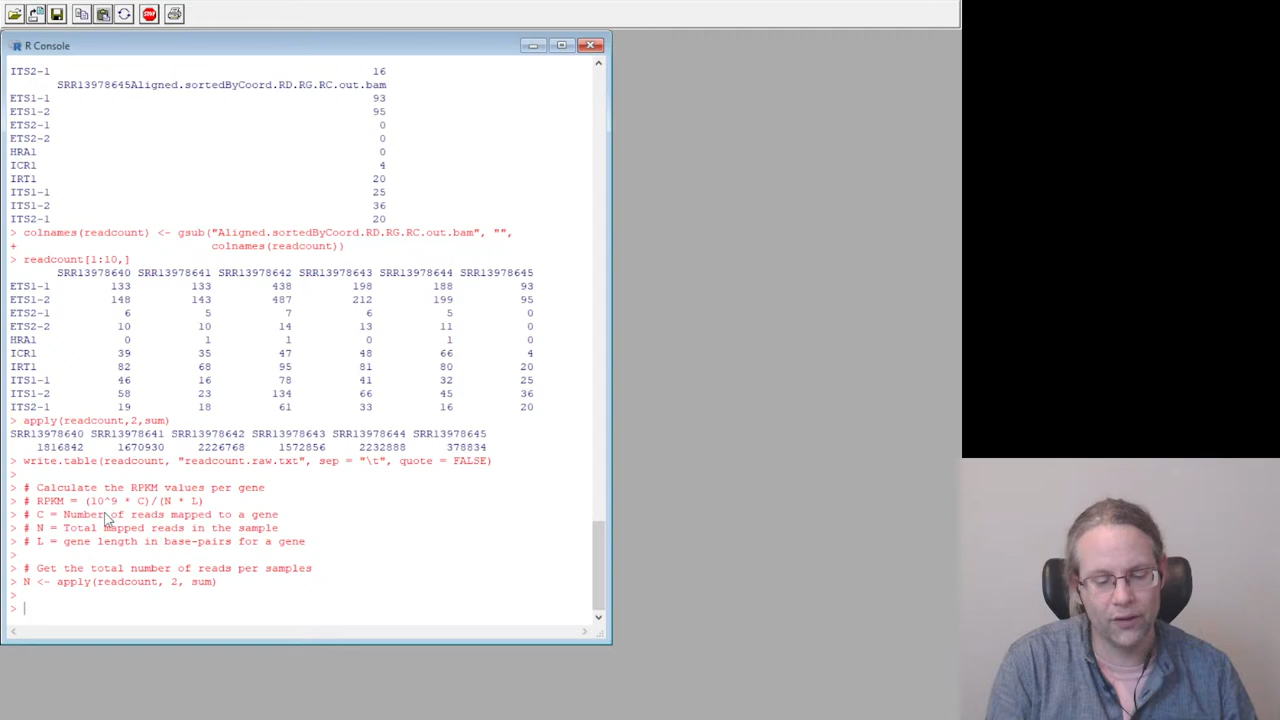 R Console
ITS2-1 16
SRR13978645Aligned.sortedByCoord.RD.RG.RC.out.bam
ETS1-1 93
ETS1-2 95
ETS2-1 0
ETS2-2 0
HRA1 0
ICR1 4
IRT1 20
ITS1-1 25
ITS1-2 36
ITS2-1 20
> colnames(readcount) <- gsub("Aligned.sortedByCoord.RD.RG.RC.out.bam", "",
+ colnames(readcount))
> readcount[1:10,]
SRR13978640 SRR13978641 SRR13978642 SRR13978643 SRR13978644 SRR13978645
ETS1-1 133 133 438 198 188 93
ETS1-2 148 143 487 212 199 95
ETS2-1 6 5 7 6 5 0
ETS2-2 10 10 14 13 11 0
HRA1 0 1 1 0 1 0
ICR1 39 35 47 48 66 4
IRT1 82 68 95 81 80 20
ITS1-1 46 16 78 41 32 25
ITS1-2 58 23 134 66 45 36
ITS2-1 19 18 61 33 16 20
> apply(readcount,2,sum)
SRR13978640 SRR13978641 SRR13978642 SRR13978643 SRR13978644 SRR13978645
1816842 1670930 2226768 1572856 2232888 378834
> write.table(readcount, "readcount.raw.txt", sep = "\t", quote = FALSE)
>
> # Calculate the RPKM values per gene
> # RPKM = (10^9 * C)/(N * L)
> # C = Number of reads mapped to a gene
> # N = Total mapped reads in the sample
> # L = gene length in base-pairs for a gene
>
> # Get the total number of reads per samples
> N <- apply(readcount, 2, sum)
>
>